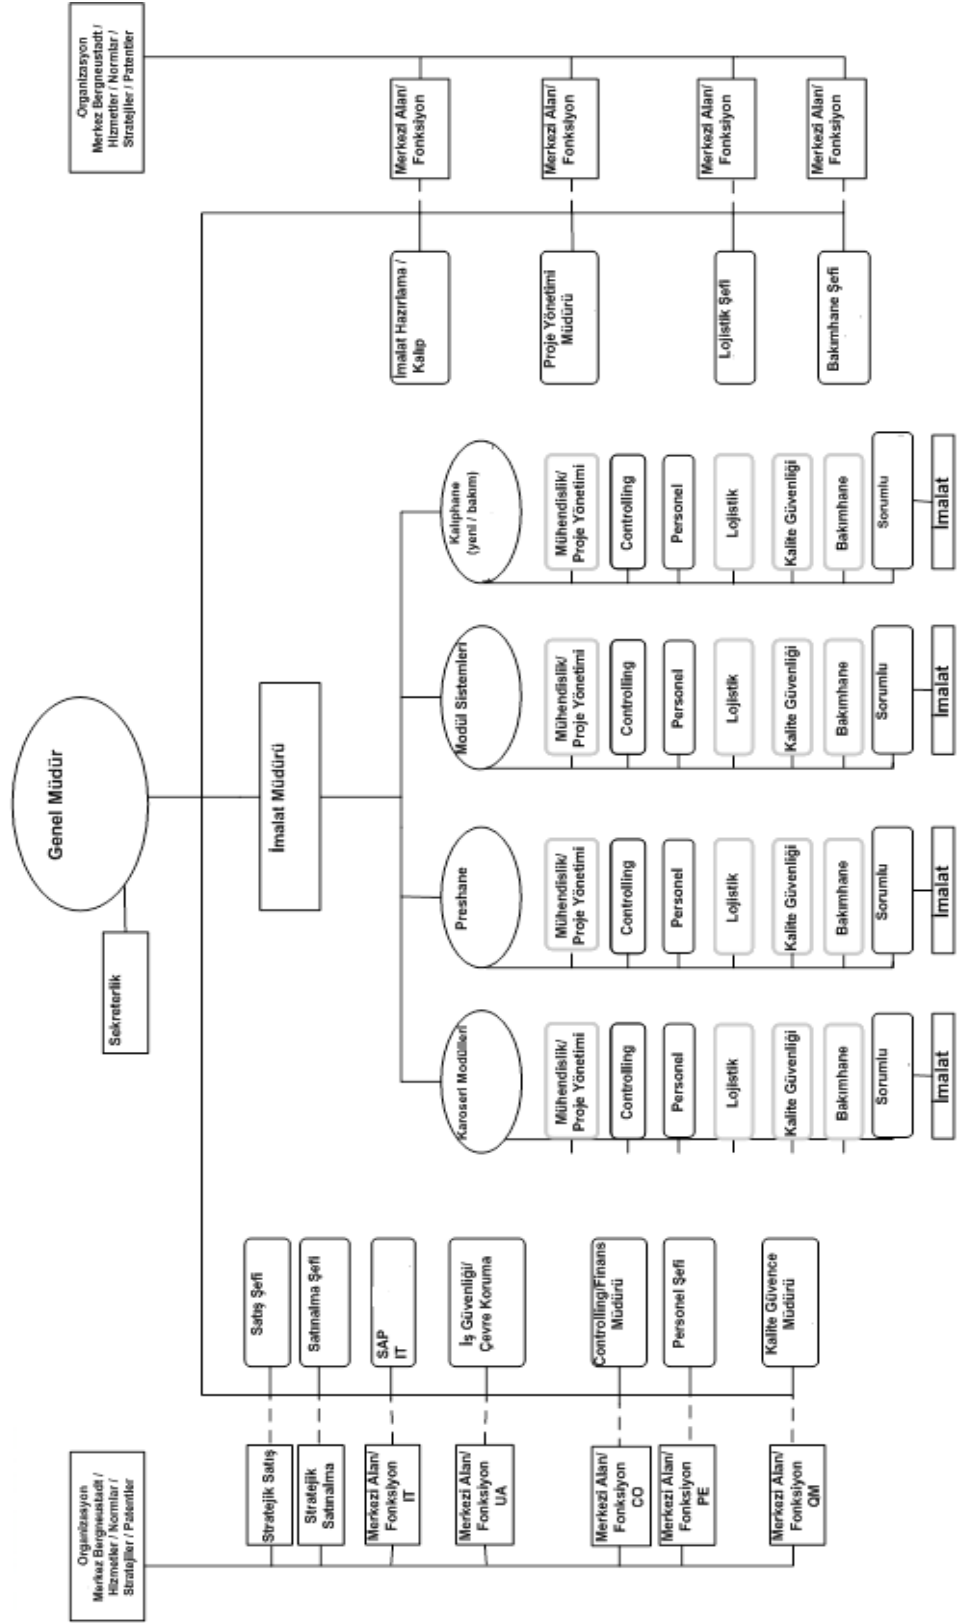 Organizasyon
Merkez Bergneustadt /
Hizmetler / Normlar /
Stratejiler / Patentler
Genel Müdür
Organizasyon
Merkez Bergneustadt /
Hizmetler / Normlar /
Stratejiler / Patentler
Sekreterlik
İmalat Müdürü
Stratejik Satış
Satış Şefi
Stratejik
Satınalma
Satınalma Şefi
Merkezi Alan/
Fonksiyon
IT
SAP
IT
Merkezi Alan/
Fonksiyon
UA
İş Güvenliği/
Çevre Koruma
Merkezi Alan/
Fonksiyon
CO
Controlling/Finans
Müdürü
Merkezi Alan/
Fonksiyon
PE
Personel Şefi
Merkezi Alan/
Fonksiyon
QM
Kalite Güvence
Müdürü
Karoseri Modülleri
Mühendislik/
Proje Yönetimi
Controlling
Personel
Lojistik
Kalite Güvenliği
Bakımhane
Sorumlu
İmalat
Preshane
Mühendislik/
Proje Yönetimi
Controlling
Personel
Lojistik
Kalite Güvenliği
Bakımhane
Sorumlu
İmalat
Modül Sistemleri
Mühendislik/
Proje Yönetimi
Controlling
Personel
Lojistik
Kalite Güvenliği
Bakımhane
Sorumlu
İmalat
Kalıphane
(yeni / bakım)
Mühendislik/
Proje Yönetimi
Controlling
Personel
Lojistik
Kalite Güvenliği
Bakımhane
Sorumlu
İmalat
İmalat Hazırlama /
Kalıp
Merkezi Alan/
Fonksiyon
Proje Yönetimi
Müdürü
Merkezi Alan/
Fonksiyon
Lojistik Şefi
Merkezi Alan/
Fonksiyon
Bakımhane Şefi
Merkezi Alan/
Fonksiyon